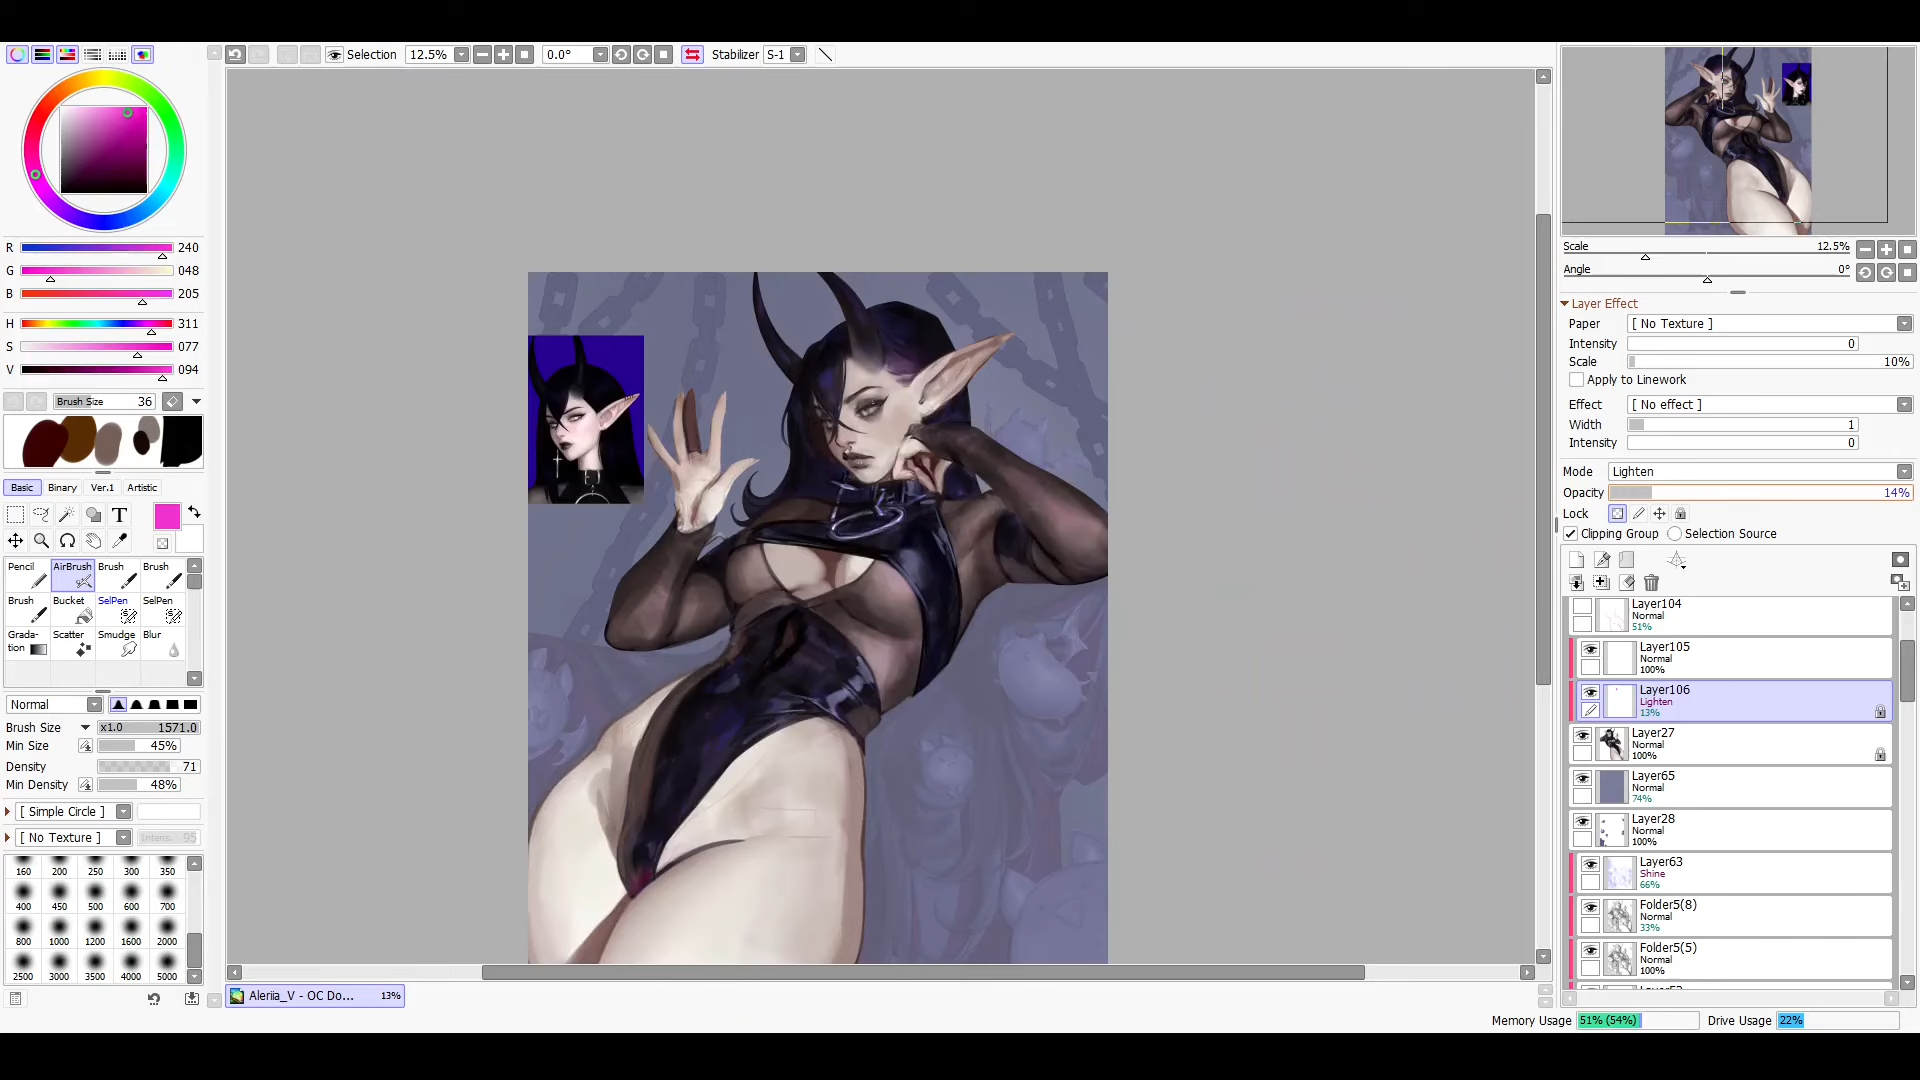 Selection 12.5% 0.0° Stabilizer S-1
R 240
G 048
B 205
H 311
S 077
V 094
Brush Size 36
Basic Binary Ver.1 Artistic
T
Pencil AirBrush Brush Brush
Brush Bucket SelPen SelPen
Grada-tion Scatter Smudge Blur
Normal
Brush Size x1.0 1571.0
Min Size 45%
Density 71
Min Density 48%
[ Simple Circle ]
[ No Texture ] Intens. 95
160 200 250 300 350
400 450 500 600 700
800 1000 1200 1600 2000
2500 3000 3500 4000 5000
Aleriia_V - OC Do... 13%
Scale 12.5%
Angle 0°
Layer Effect
Paper [ No Texture ]
Intensity 0
Scale 10%
Apply to Linework
Effect [ No effect ]
Width 1
Intensity 0
Mode Lighten
Opacity 14%
Lock
Clipping Group Selection Source
Layer104
Normal
51%
Layer105
Normal
100%
Layer106
Lighten
13%
Layer27
Normal
100%
Layer65
Normal
74%
Layer28
Normal
100%
Layer63
Shine
66%
Folder5(8)
Normal
33%
Folder5(5)
Normal
100%
Memory Usage 51% (54%) Drive Usage 22%